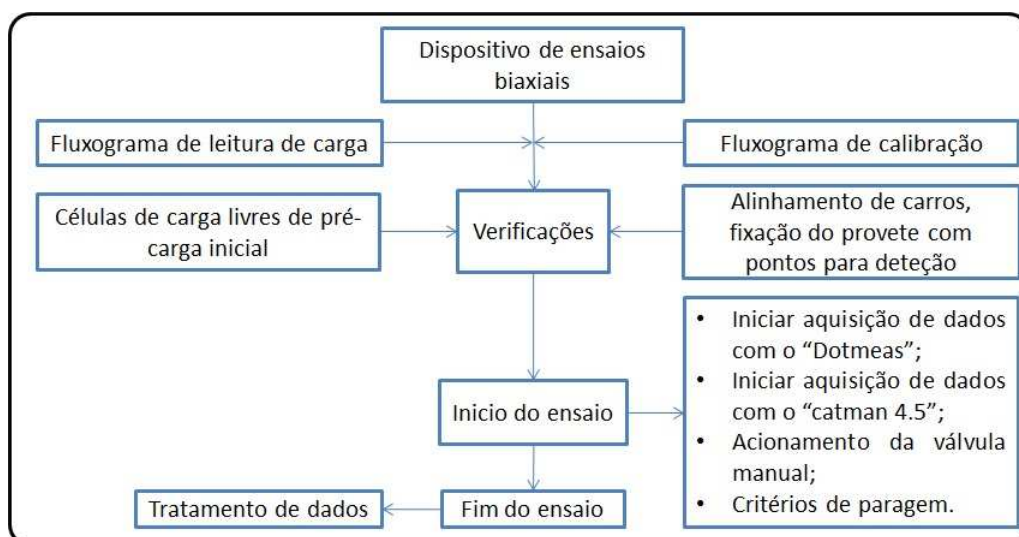 Dispositivo de ensaios
biaxiais
Fluxograma de leitura de carga
Fluxograma de calibração
Células de carga livres de pré-
carga inicial
Verificações
Alinhamento de carros,
fixação do provete com
pontos para deteção
Inicio do ensaio
• Iniciar aquisição de dados
com o “Dotmeas”;
• Iniciar aquisição de dados
com o “catman 4.5”;
• Acionamento da válvula
manual;
• Critérios de paragem.
Tratamento de dados
Fim do ensaio